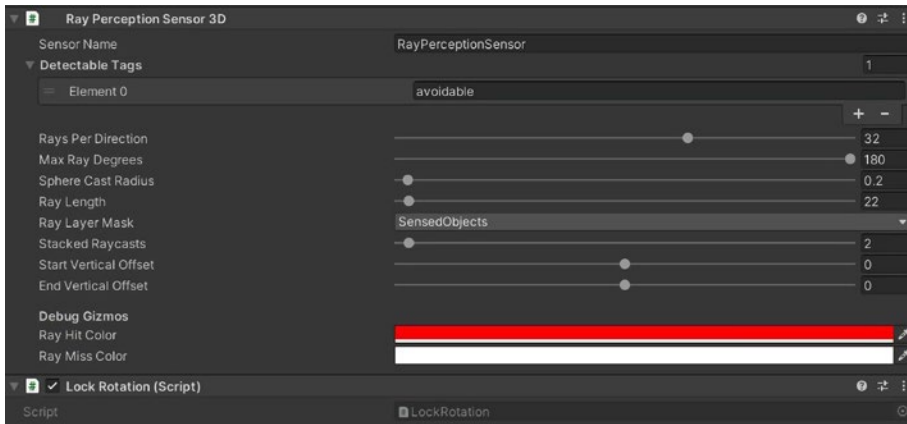 Ray Perception Sensor 3D
Sensor Name RayPerceptionSensor
Detectable Tags 1
Element 0 avoidable
+ -
Rays Per Direction 32
Max Ray Degrees 180
Sphere Cast Radius 0.2
Ray Length 22
Ray Layer Mask SensedObjects
Stacked Raycasts 2
Start Vertical Offset 0
End Vertical Offset 0
Debug Gizmos
Ray Hit Color
Ray Miss Color
Lock Rotation (Script)
Script LockRotation